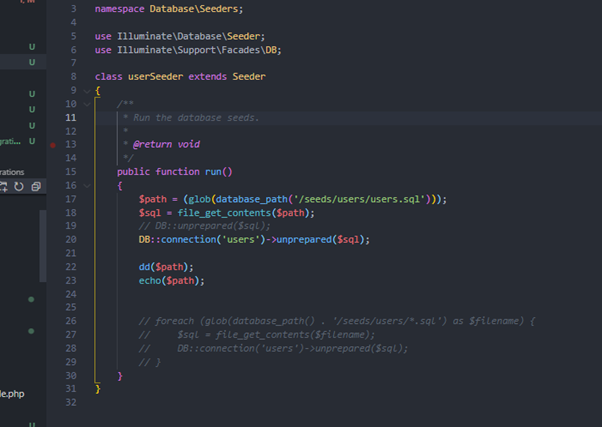 3 namespace Database\Seeders;
4
5 use Illuminate\Database\Seeder;
6 use Illuminate\Support\Facades\DB;
7
8 class userSeeder extends Seeder
9 {
10 /**
11 * Run the database seeds.
12 *
13 * @return void
14 */
15 public function run()
16 {
17 $path = (glob(database_path('/seeds/users/users.sql')));
18 $sql = file_get_contents($path);
19 // DB::unprepared($sql);
20 DB::connection('users')->unprepared($sql);
21
22 dd($path);
23 echo($path);
24
25
26 // foreach (glob(database_path() . '/seeds/users/*.sql') as $filename) {
27 //     $sql = file_get_contents($filename);
28 //     DB::connection('users')->unprepared($sql);
29 // }
30 }
31 }
32
U
U
U
U
U
grati... U
rations
le.php
U